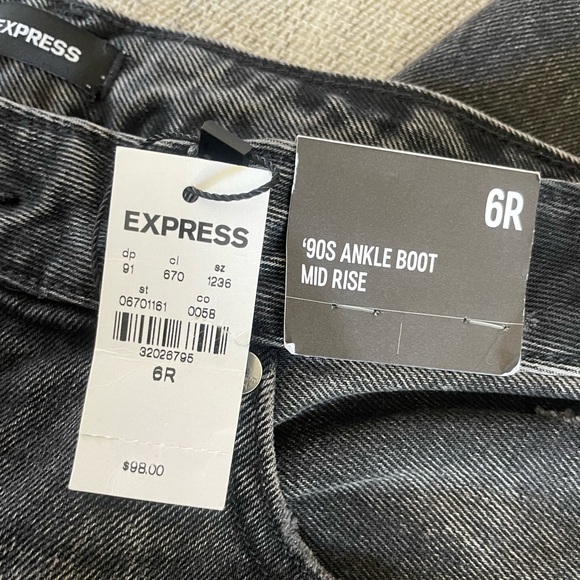 EXPRESS
EXPRESS
dp cl sz
91 670 1236
st co
06701161 0058
32026795
6R
$98.00
6R
'90S ANKLE BOOT
MID RISE